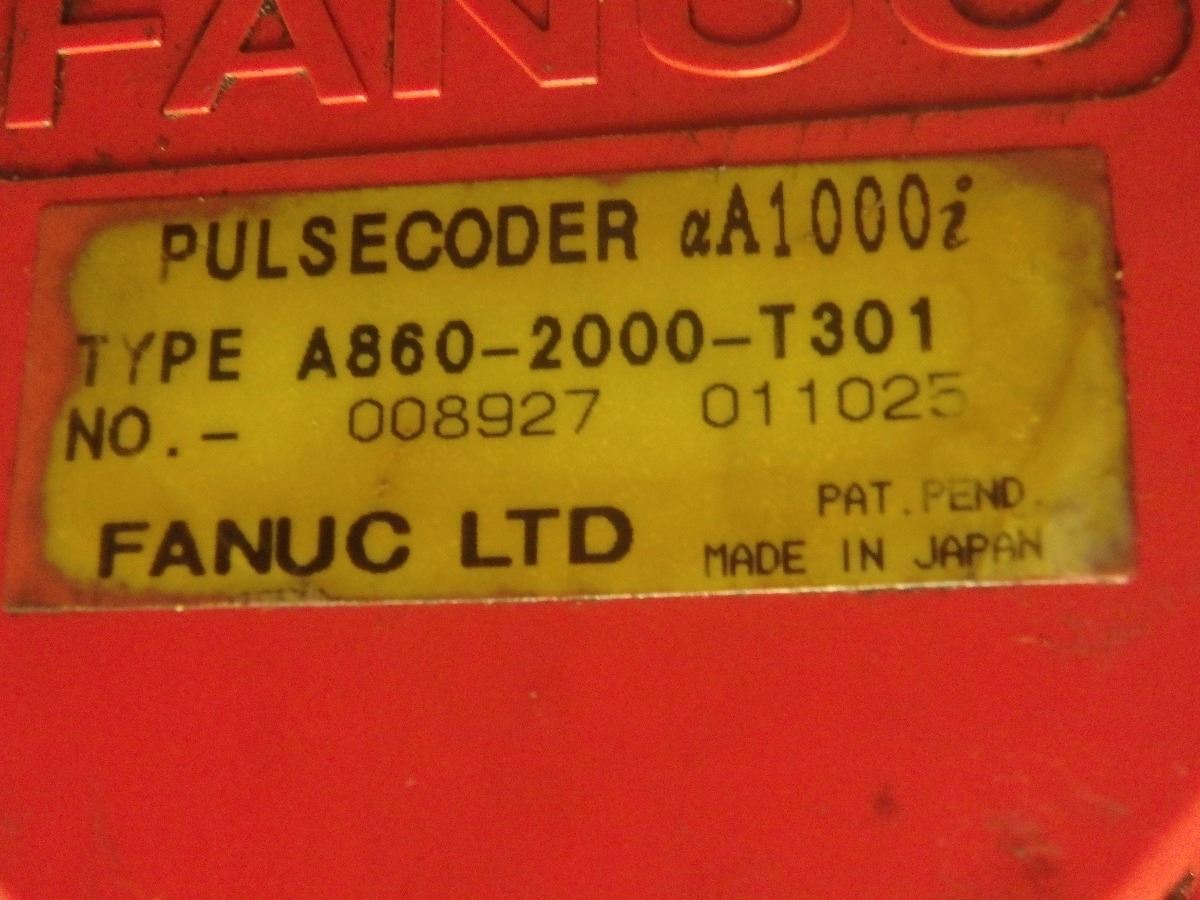 FANUC
PULSECODER αA1000i
TYPE A860-2000-T301
NO.- 008927 011025
FANUC LTD
PAT.PEND.
MADE IN JAPAN